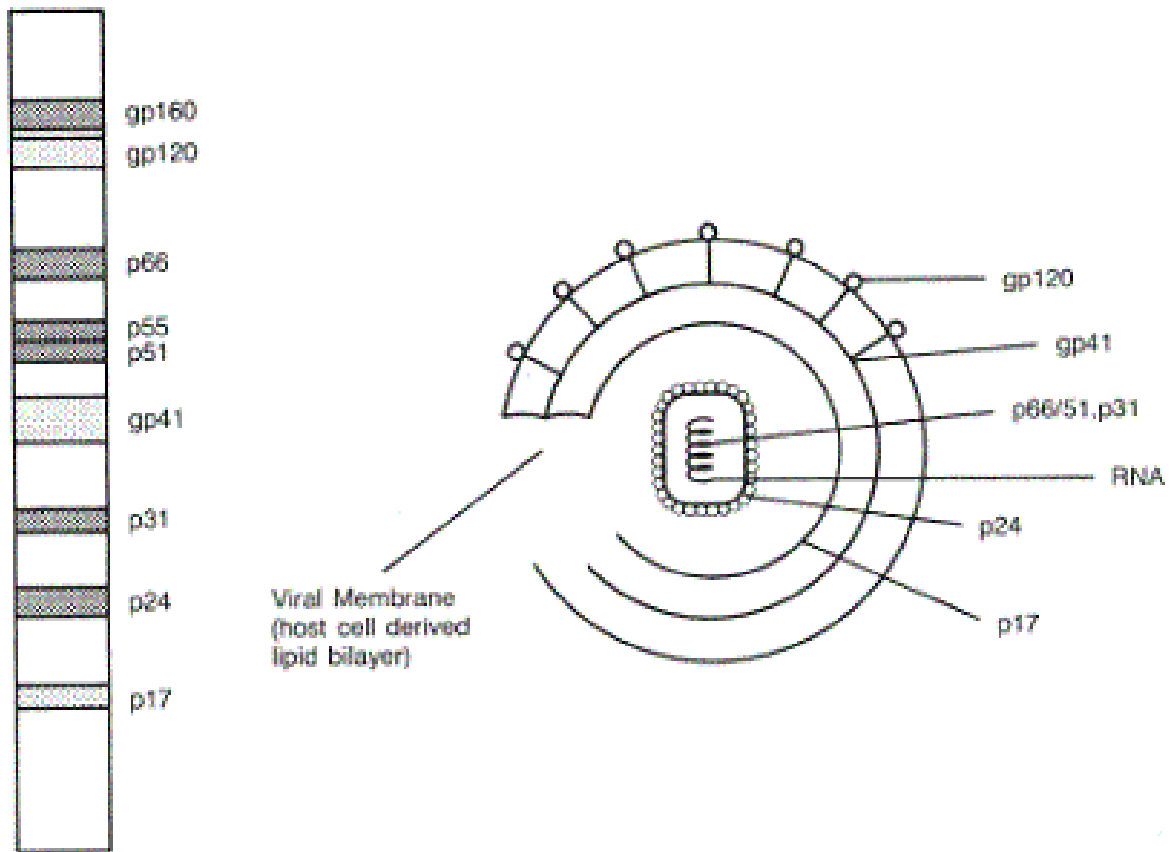 gp160
gp120
p66
p55
p51
gp41
p31
p24
p17
gp120
gp41
p66/51,p31
RNA
p24
p17
Viral Membrane
(host cell derived
lipid bilayer)